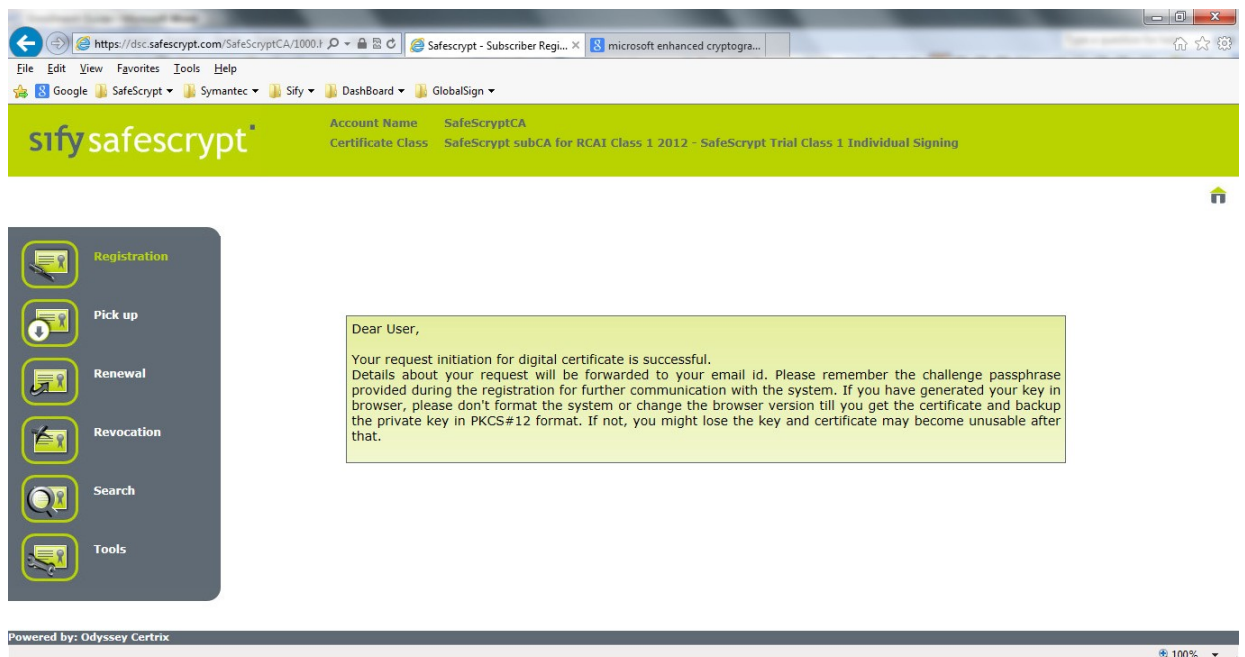 https://dsc.safescrypt.com/SafeScryptCA/1000.
Safescrypt - Subscriber Regi...
microsoft enhanced cryptogra...
File Edit View Favorites Tools Help
Google SafeScrypt Symantec Sify DashBoard GlobalSign
sify safescrypt
Account Name SafeScryptCA
Certificate Class SafeScrypt subCA for RCAI Class 1 2012 - SafeScrypt Trial Class 1 Individual Signing
Registration
Pick up
Renewal
Revocation
Search
Tools
Dear User,
Your request initiation for digital certificate is successful.
Details about your request will be forwarded to your email id. Please remember the challenge passphrase
provided during the registration for further communication with the system. If you have generated your key in
browser, please don't format the system or change the browser version till you get the certificate and backup
the private key in PKCS#12 format. If not, you might lose the key and certificate may become unusable after
that.
Powered by: Odyssey Certrix
100%